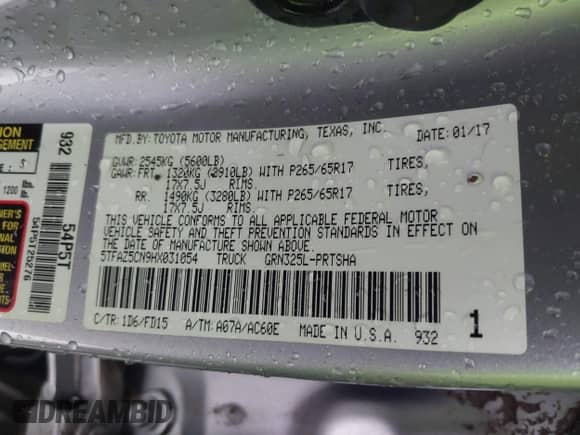 MFD.BY: TOYOTA MOTOR MANUFACTURING, TEXAS, INC. DATE: 01/17
GVWR: 2545KG (5600LB)
GAWR: FRT. 1320KG (2910LB) WITH P265/65R17 TIRES,
17X7.5J RIMS
RR. 1490KG (3280LB) WITH P265/65R17 TIRES,
17X7.5J RIMS
THIS VEHICLE CONFORMS TO ALL APPLICABLE FEDERAL MOTOR
VEHICLE SAFETY AND THEFT PREVENTION STANDARDS IN EFFECT ON
THE DATE OF MANUFACTURE SHOWN ABOVE.
5TFAZ5CN9HX031054 TRUCK GRN325L-PRTSHA
C/TR: 1D6/FD15 A/TM: A07A/AC60E MADE IN U.S.A. 932 1
932
54P5T
1200
DREAMBID